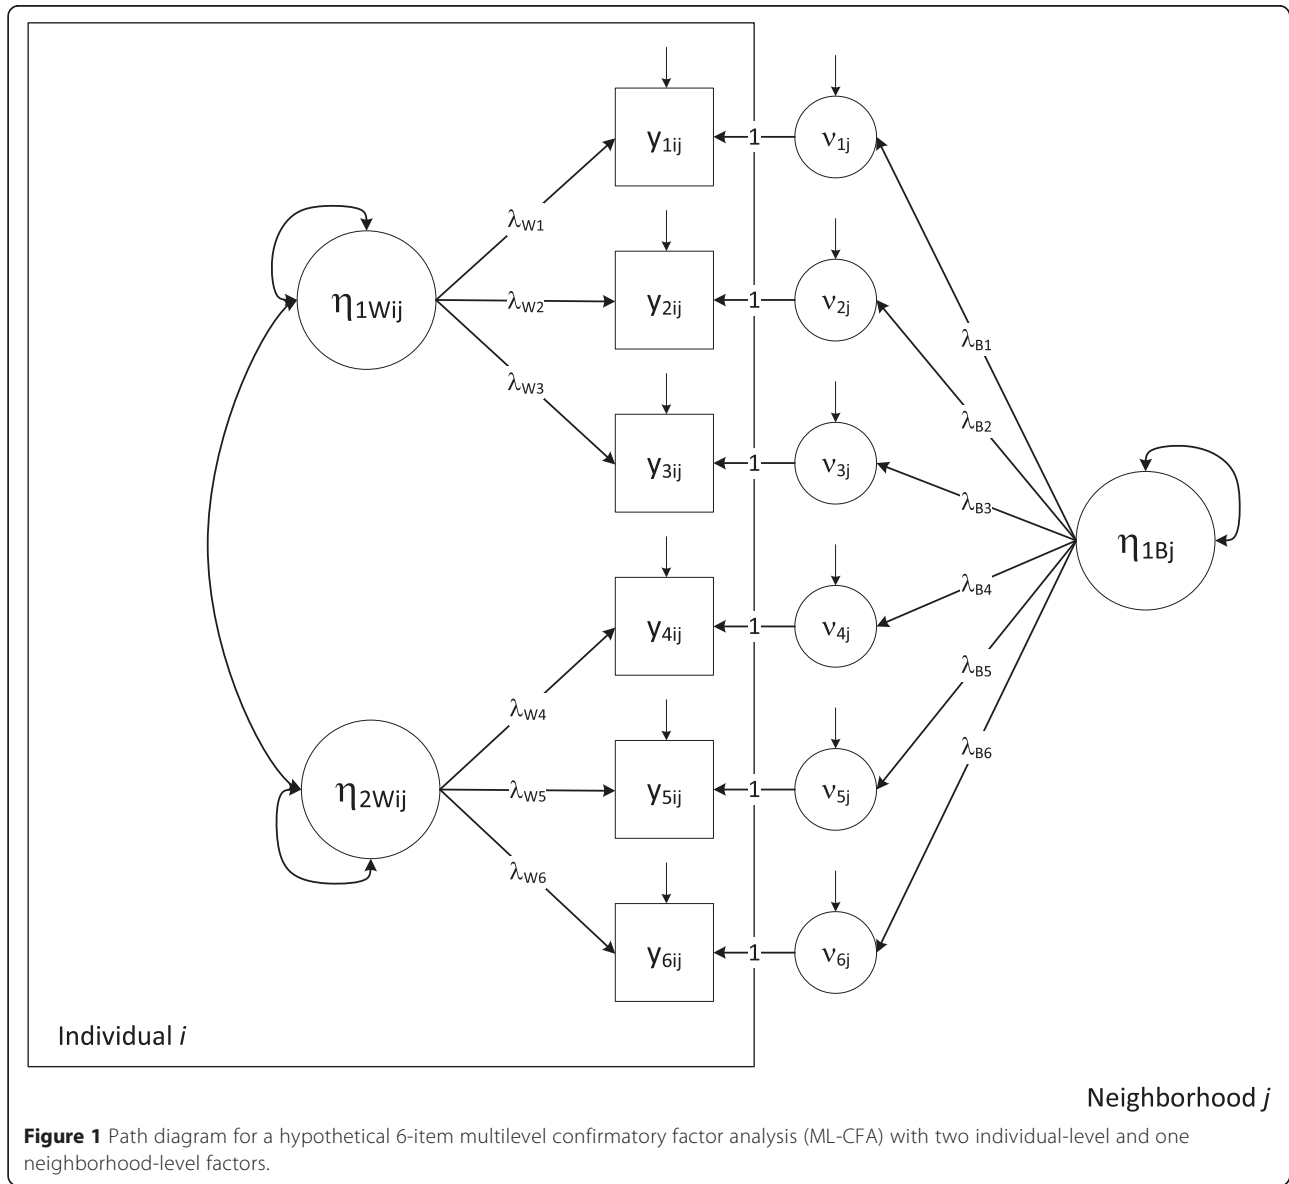 y1ij
1
ν1j
λW1
η1Wij
λW2
y2ij
1
ν2j
λB1
λW3
λB2
y3ij
1
ν3j
λB3
η1Bj
λB4
y4ij
1
ν4j
λW4
λB5
η2Wij
λW5
y5ij
1
ν5j
λB6
λW6
y6ij
1
ν6j
Individual i
Neighborhood j
Figure 1 Path diagram for a hypothetical 6-item multilevel confirmatory factor analysis (ML-CFA) with two individual-level and one
neighborhood-level factors.